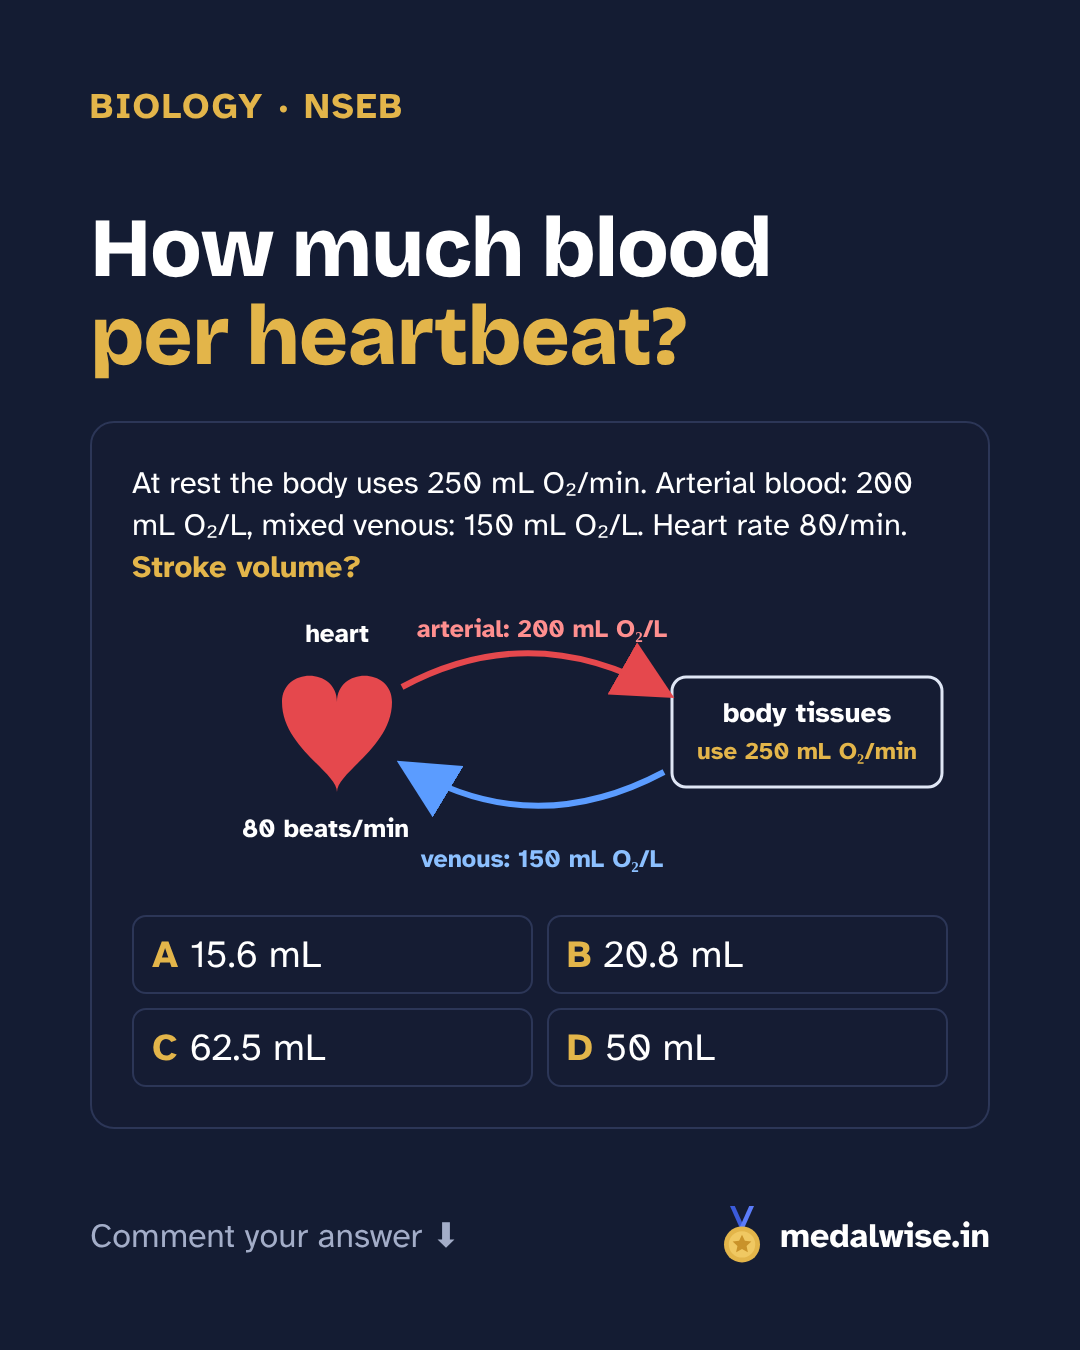 BIOLOGY · NSEB
How much blood
per heartbeat?
At rest the body uses 250 mL O₂/min. Arterial blood: 200
mL O₂/L, mixed venous: 150 mL O₂/L. Heart rate 80/min.
Stroke volume?
heart
arterial: 200 mL O₂/L
body tissues
use 250 mL O₂/min
80 beats/min
venous: 150 mL O₂/L
A 15.6 mL
B 20.8 mL
C 62.5 mL
D 50 mL
Comment your answer ⬇
medalwise.in